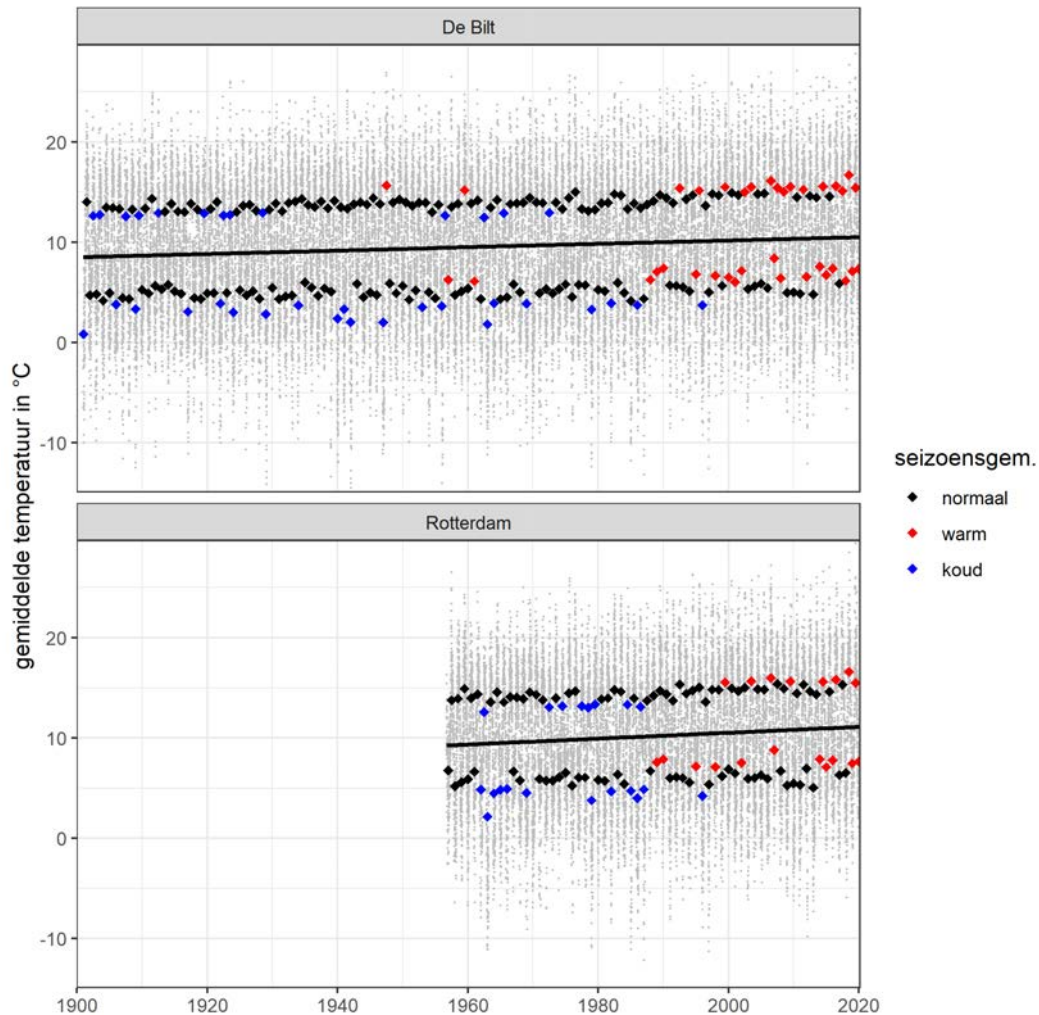 De Bilt
20
10
0
-10
Rotterdam
20
10
0
-10
1900 1920 1940 1960 1980 2000 2020
gemiddelde temperatuur in °C
seizoensgem.
normaal
warm
koud